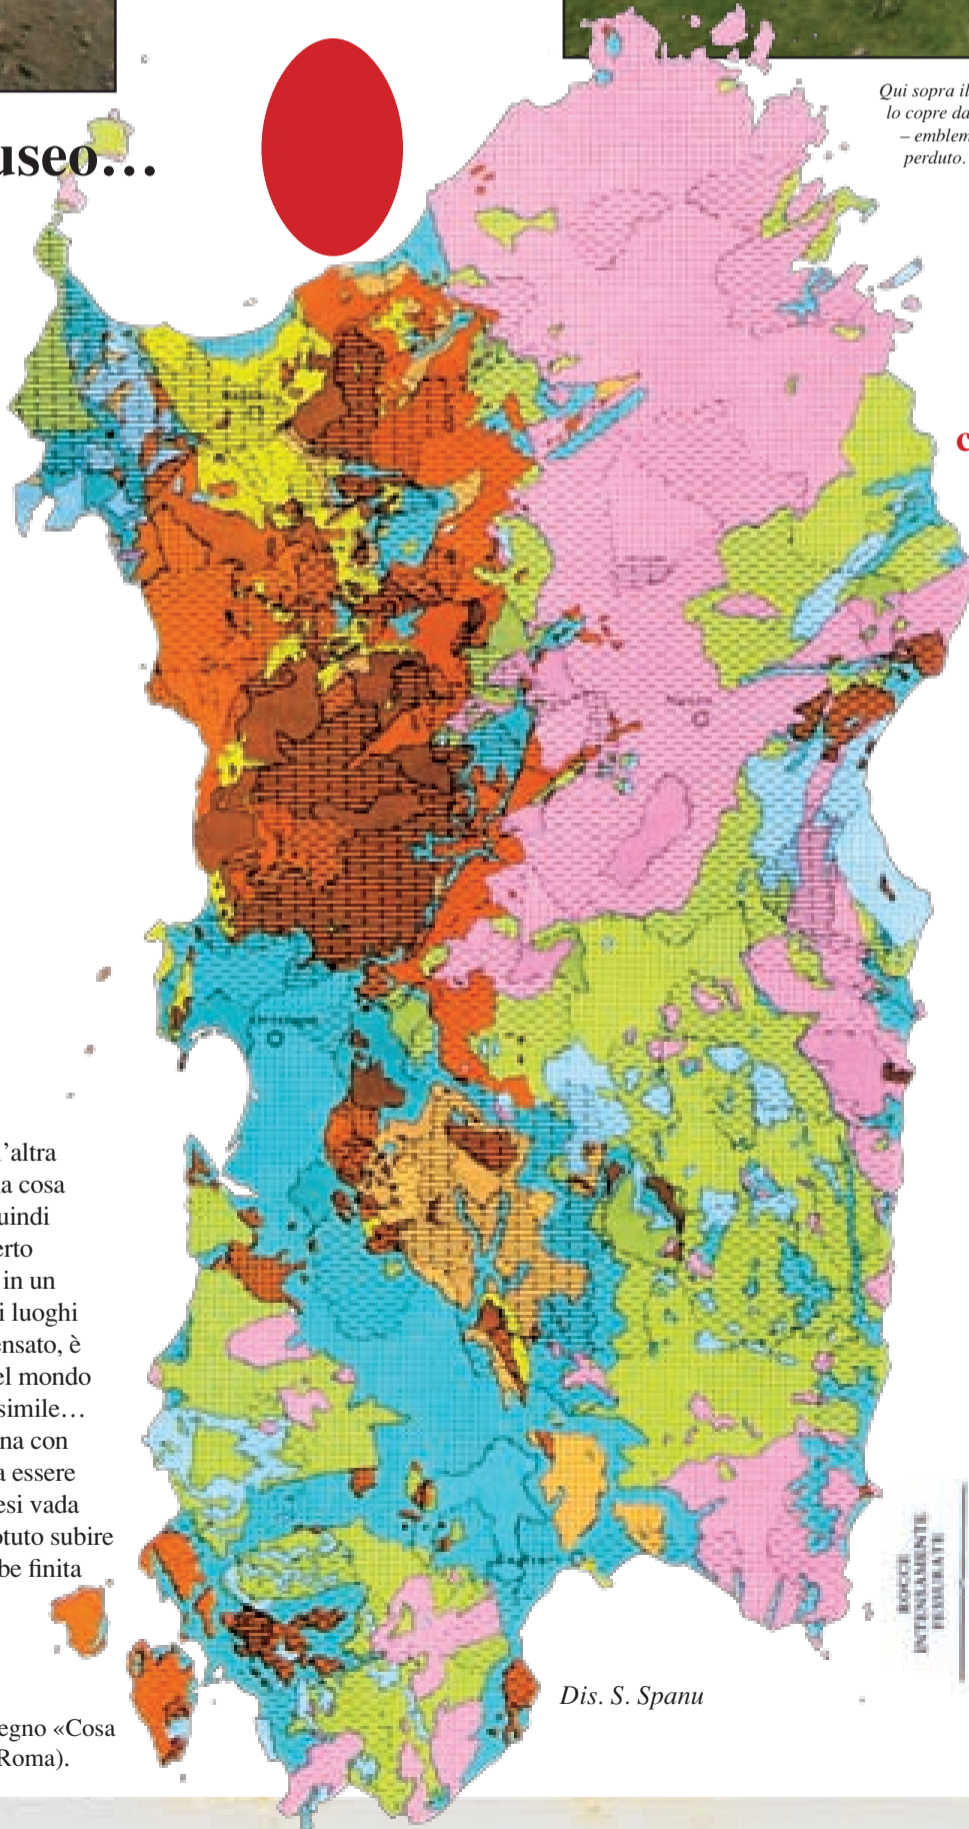 Qui sopra il
lo copre da
– emblem
perduto.
useo…
c
l’altra
a cosa
uindi
erto
in un
i luoghi
ensato, è
el mondo
simile…
na con
a essere
esi vada
otuto subire
be finita
ROCCE
INTENSAMENTE
FESSURATE
Dis. S. Spanu
egno «Cosa
Roma).